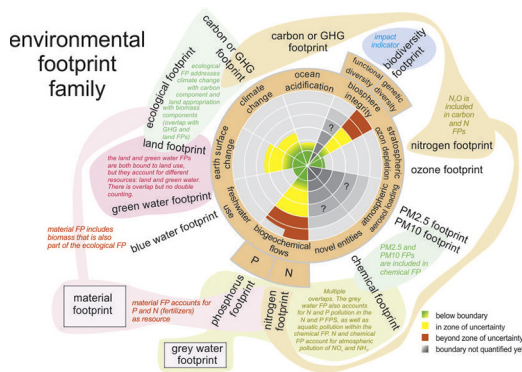 environmental
footprint
family
carbon or GHG
footprint
ecological footprint
ecological
FP addresses
climate change
with carbon
component and
land appropriation
with biomass
components
(overlap with
GHG and
land FPs)
carbon or GHG
footprint
impact
indicator
biodiversity
footprint
N2O is
included in
carbon and N
FPs
nitrogen footprint
ozone footprint
PM2.5 footprint
PM10 footprint
PM2.5 and
PM10 FPs
are included in
chemical FP
chemical
footprint
land footprint
the land and green water FPs
are both bound to land use,
but they account for different
resources: land and green water.
There is overlap but no double
counting.
green water footprint
blue water footprint
material FP includes
biomass that is also
part of the ecological FP
material
footprint
material FP accounts for
P and N (fertilizers)
as resource
phosphorus
footprint
nitrogen
footprint
grey water
footprint
Multiple
overlaps. The grey
water FP also accounts
for N and P pollution in the
N and P FPS, as well as
aquatic pollution within the
chemical FP. N and chemical
FP account for atmospheric
pollution of NOx and NH3.
climate
change
ocean
acidification
functional
diversity
genetic
diversity
biosphere
integrity
stratospheric
ozon depletion
atmospheric
aerosol loading
novel entities
biogeochemical
flows
P
N
freshwater
use
earth surface
change
?
?
?
below boundary
in zone of uncertainty
beyond zone of uncertainty
? boundary not quantified yet